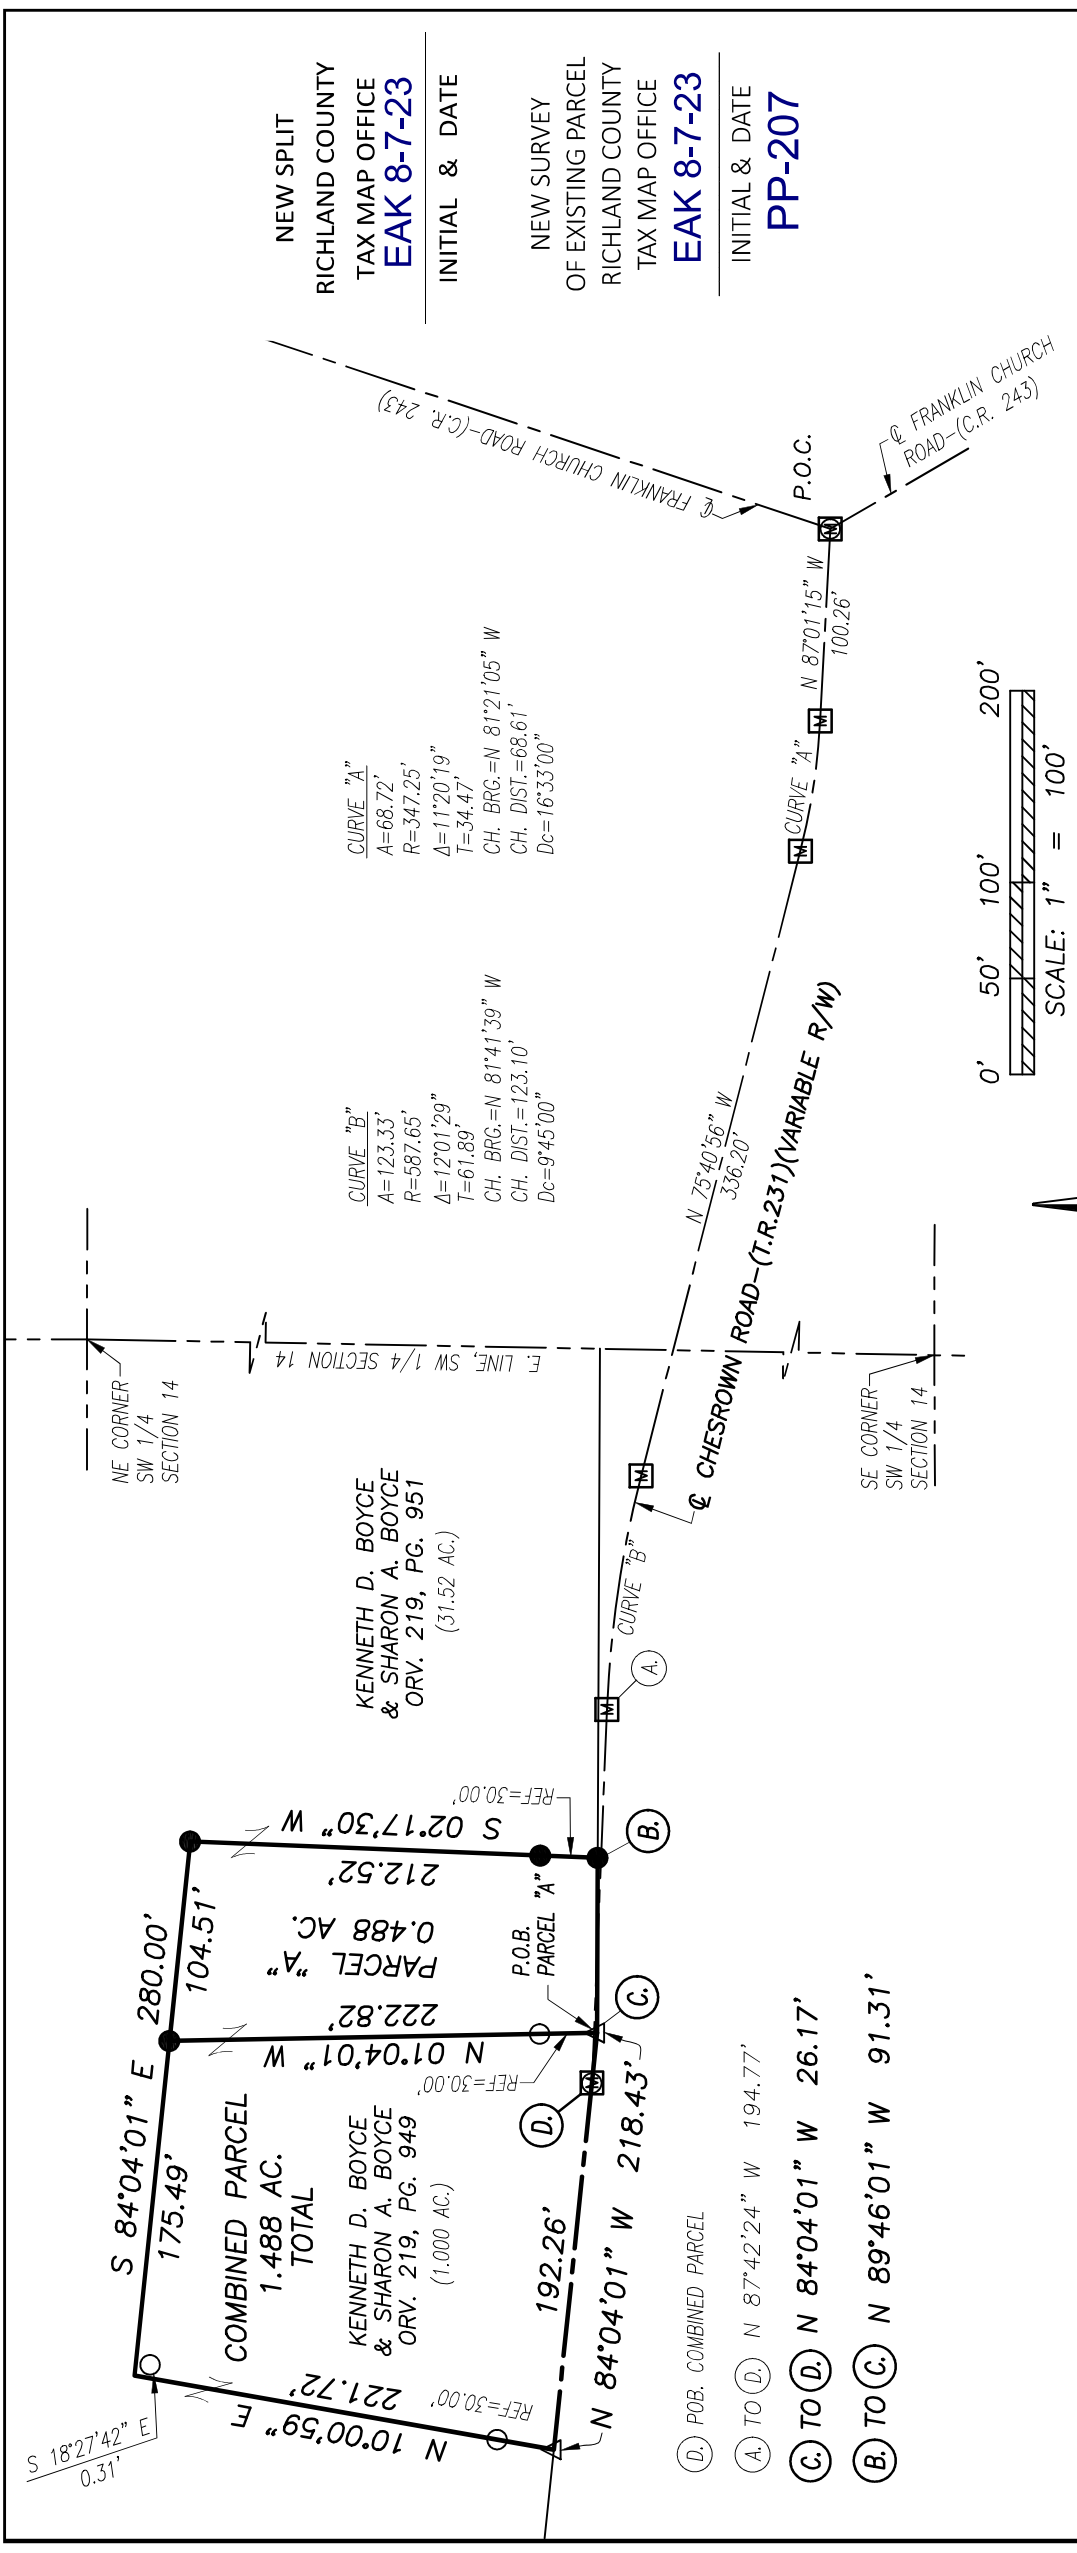 NEW SPLIT
RICHLAND COUNTY
TAX MAP OFFICE
EAK 8-7-23
INITIAL & DATE
NEW SURVEY
OF EXISTING PARCEL
RICHLAND COUNTY
TAX MAP OFFICE
EAK 8-7-23
INITIAL & DATE
PP-207
℄ FRANKLIN CHURCH ROAD-(C.R. 243)
℄ FRANKLIN CHURCH
ROAD-(C.R. 243)
P.O.C.
M
N 87°01'15" W
100.26'
M
CURVE "A"
M
CURVE "A"
A=68.72'
R=347.25'
Δ=11°20'19"
T=34.47'
CH. BRG.=N 81°21'05" W
CH. DIST.=68.61'
Dc=16°33'00"
CURVE "B"
A=123.33'
R=587.65'
Δ=12°01'29"
T=61.89'
CH. BRG.=N 81°41'39" W
CH. DIST.=123.10'
Dc=9°45'00"
0' 50' 100' 200'
SCALE: 1" = 100'
N 75°40'56" W
336.20'
℄ CHESROWN ROAD-(T.R.231)(VARIABLE R/W)
NE CORNER
SW 1/4
SECTION 14
E. LINE, SW 1/4 SECTION 14
SE CORNER
SW 1/4
SECTION 14
M
CURVE "B"
M
A.
KENNETH D. BOYCE
& SHARON A. BOYCE
ORV. 219, PG. 951
(31.52 AC.)
S 02°17'30" W
212.52'
REF=30.00'
B.
PARCEL "A"
0.488 AC.
P.O.B.
PARCEL "A"
C.
222.82'
N 01°04'01" W
REF=30.00'
M
D.
S 84°04'01" E 280.00'
175.49'
104.51'
COMBINED PARCEL
1.488 AC.
TOTAL
KENNETH D. BOYCE
& SHARON A. BOYCE
ORV. 219, PG. 949
(1.000 AC.)
192.26'
N 84°04'01" W 218.43'
221.72'
N 10°00'59" E
REF=30.00'
S 18°27'42" E
0.31'
D. POB. COMBINED PARCEL
A. TO D. N 87°42'24" W 194.77'
C. TO D. N 84°04'01" W 26.17'
B. TO C. N 89°46'01" W 91.31'